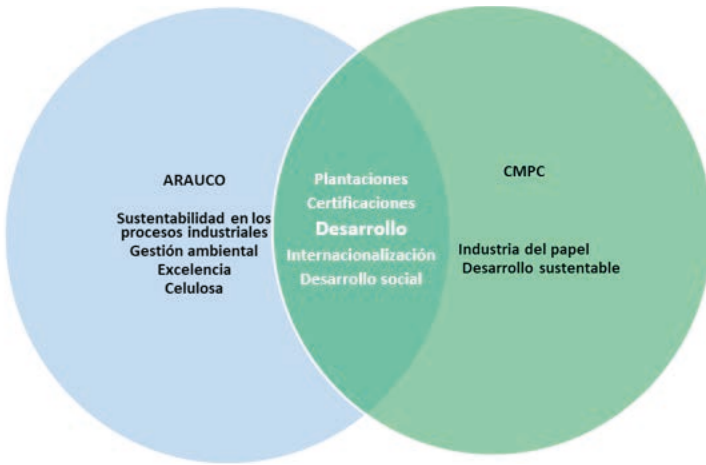 ARAUCO
Sustentabilidad en los
procesos industriales
Gestión ambiental
Excelencia
Celulosa
Plantaciones
Certificaciones
Desarrollo
Internacionalización
Desarrollo social
CMPC
Industria del papel
Desarrollo sustentable